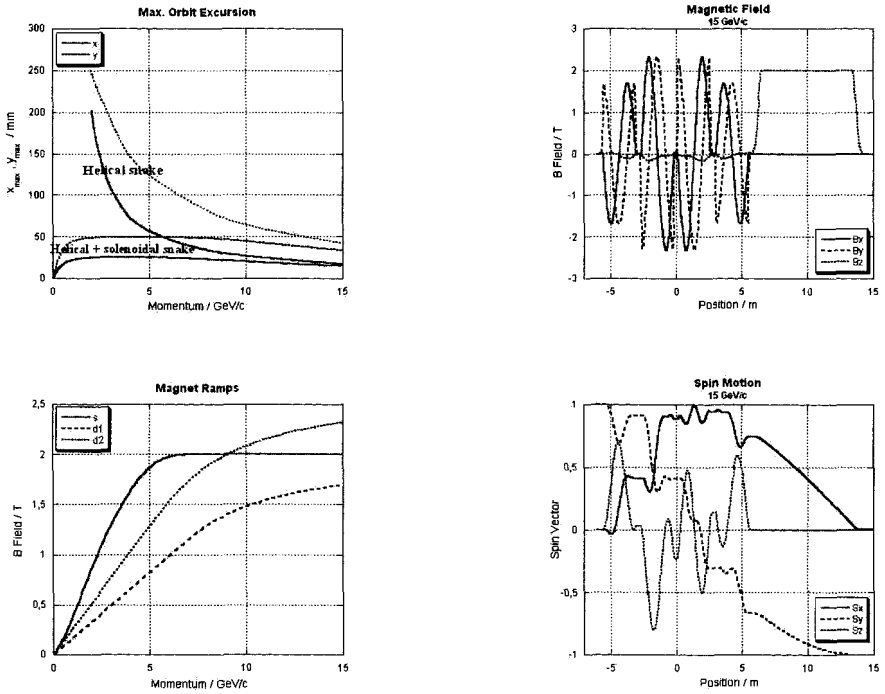 Max. Orbit Excursion
x
y
300
250
200
150
100
50
0
x_max, y_max / mm
Helical snake
Helical + solenoidal snake
0
5
10
15
Momentum / GeV/c
Magnetic Field
15 GeV/c
3
2
1
0
-1
-2
-3
B Field / T
Bx
By
Bz
-5
0
5
10
15
Position / m
Magnet Ramps
s
d1
d2
2,5
2
1,5
1
0,5
0
B Field / T
0
5
10
15
Momentum / GeV/c
Spin Motion
15 GeV/c
1
0,5
0
-0,5
-1
Spin Vector
Sx
Sy
Sz
-5
0
5
10
15
Position / m